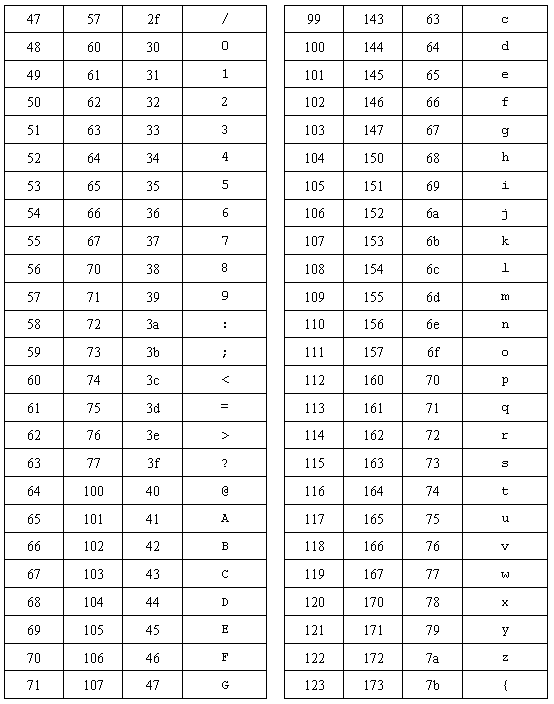 47 57 2f /
48 60 30 0
49 61 31 1
50 62 32 2
51 63 33 3
52 64 34 4
53 65 35 5
54 66 36 6
55 67 37 7
56 70 38 8
57 71 39 9
58 72 3a :
59 73 3b ;
60 74 3c <
61 75 3d =
62 76 3e >
63 77 3f ?
64 100 40 @
65 101 41 A
66 102 42 B
67 103 43 C
68 104 44 D
69 105 45 E
70 106 46 F
71 107 47 G
99 143 63 c
100 144 64 d
101 145 65 e
102 146 66 f
103 147 67 g
104 150 68 h
105 151 69 i
106 152 6a j
107 153 6b k
108 154 6c l
109 155 6d m
110 156 6e n
111 157 6f o
112 160 70 p
113 161 71 q
114 162 72 r
115 163 73 s
116 164 74 t
117 165 75 u
118 166 76 v
119 167 77 w
120 170 78 x
121 171 79 y
122 172 7a z
123 173 7b {